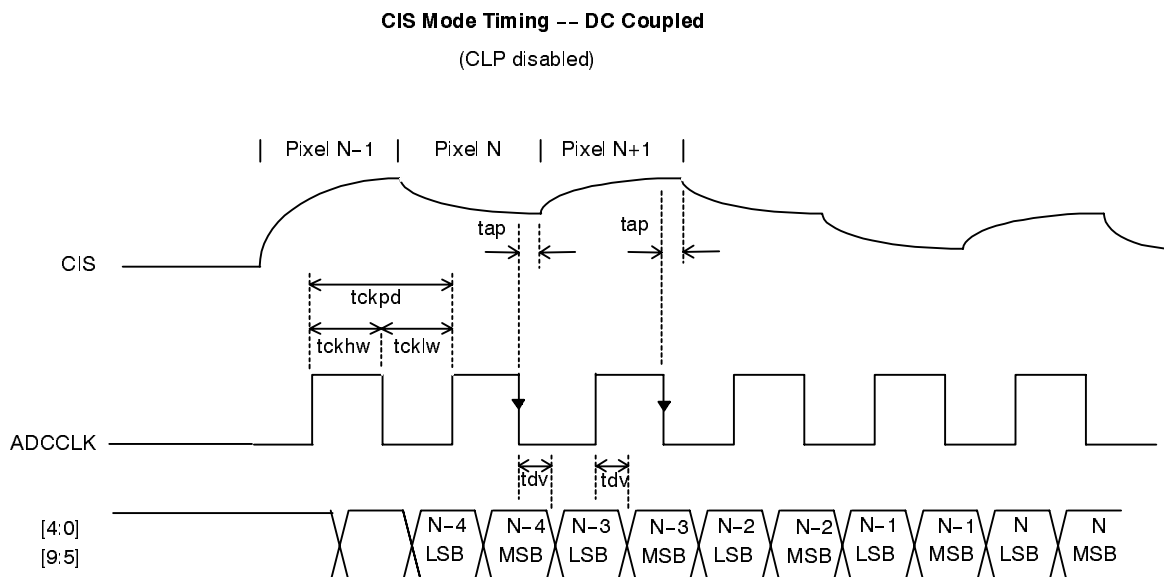 CIS Mode Timing -- DC Coupled
(CLP disabled)
| Pixel N-1 | Pixel N | Pixel N+1 |
tap
tap
CIS
tckpd
tckhw
tcklw
ADCCLK
tdv
tdv
[4:0]
[9:5]
N-4 LSB
N-4 MSB
N-3 LSB
N-3 MSB
N-2 LSB
N-2 MSB
N-1 LSB
N-1 MSB
N LSB
N MSB